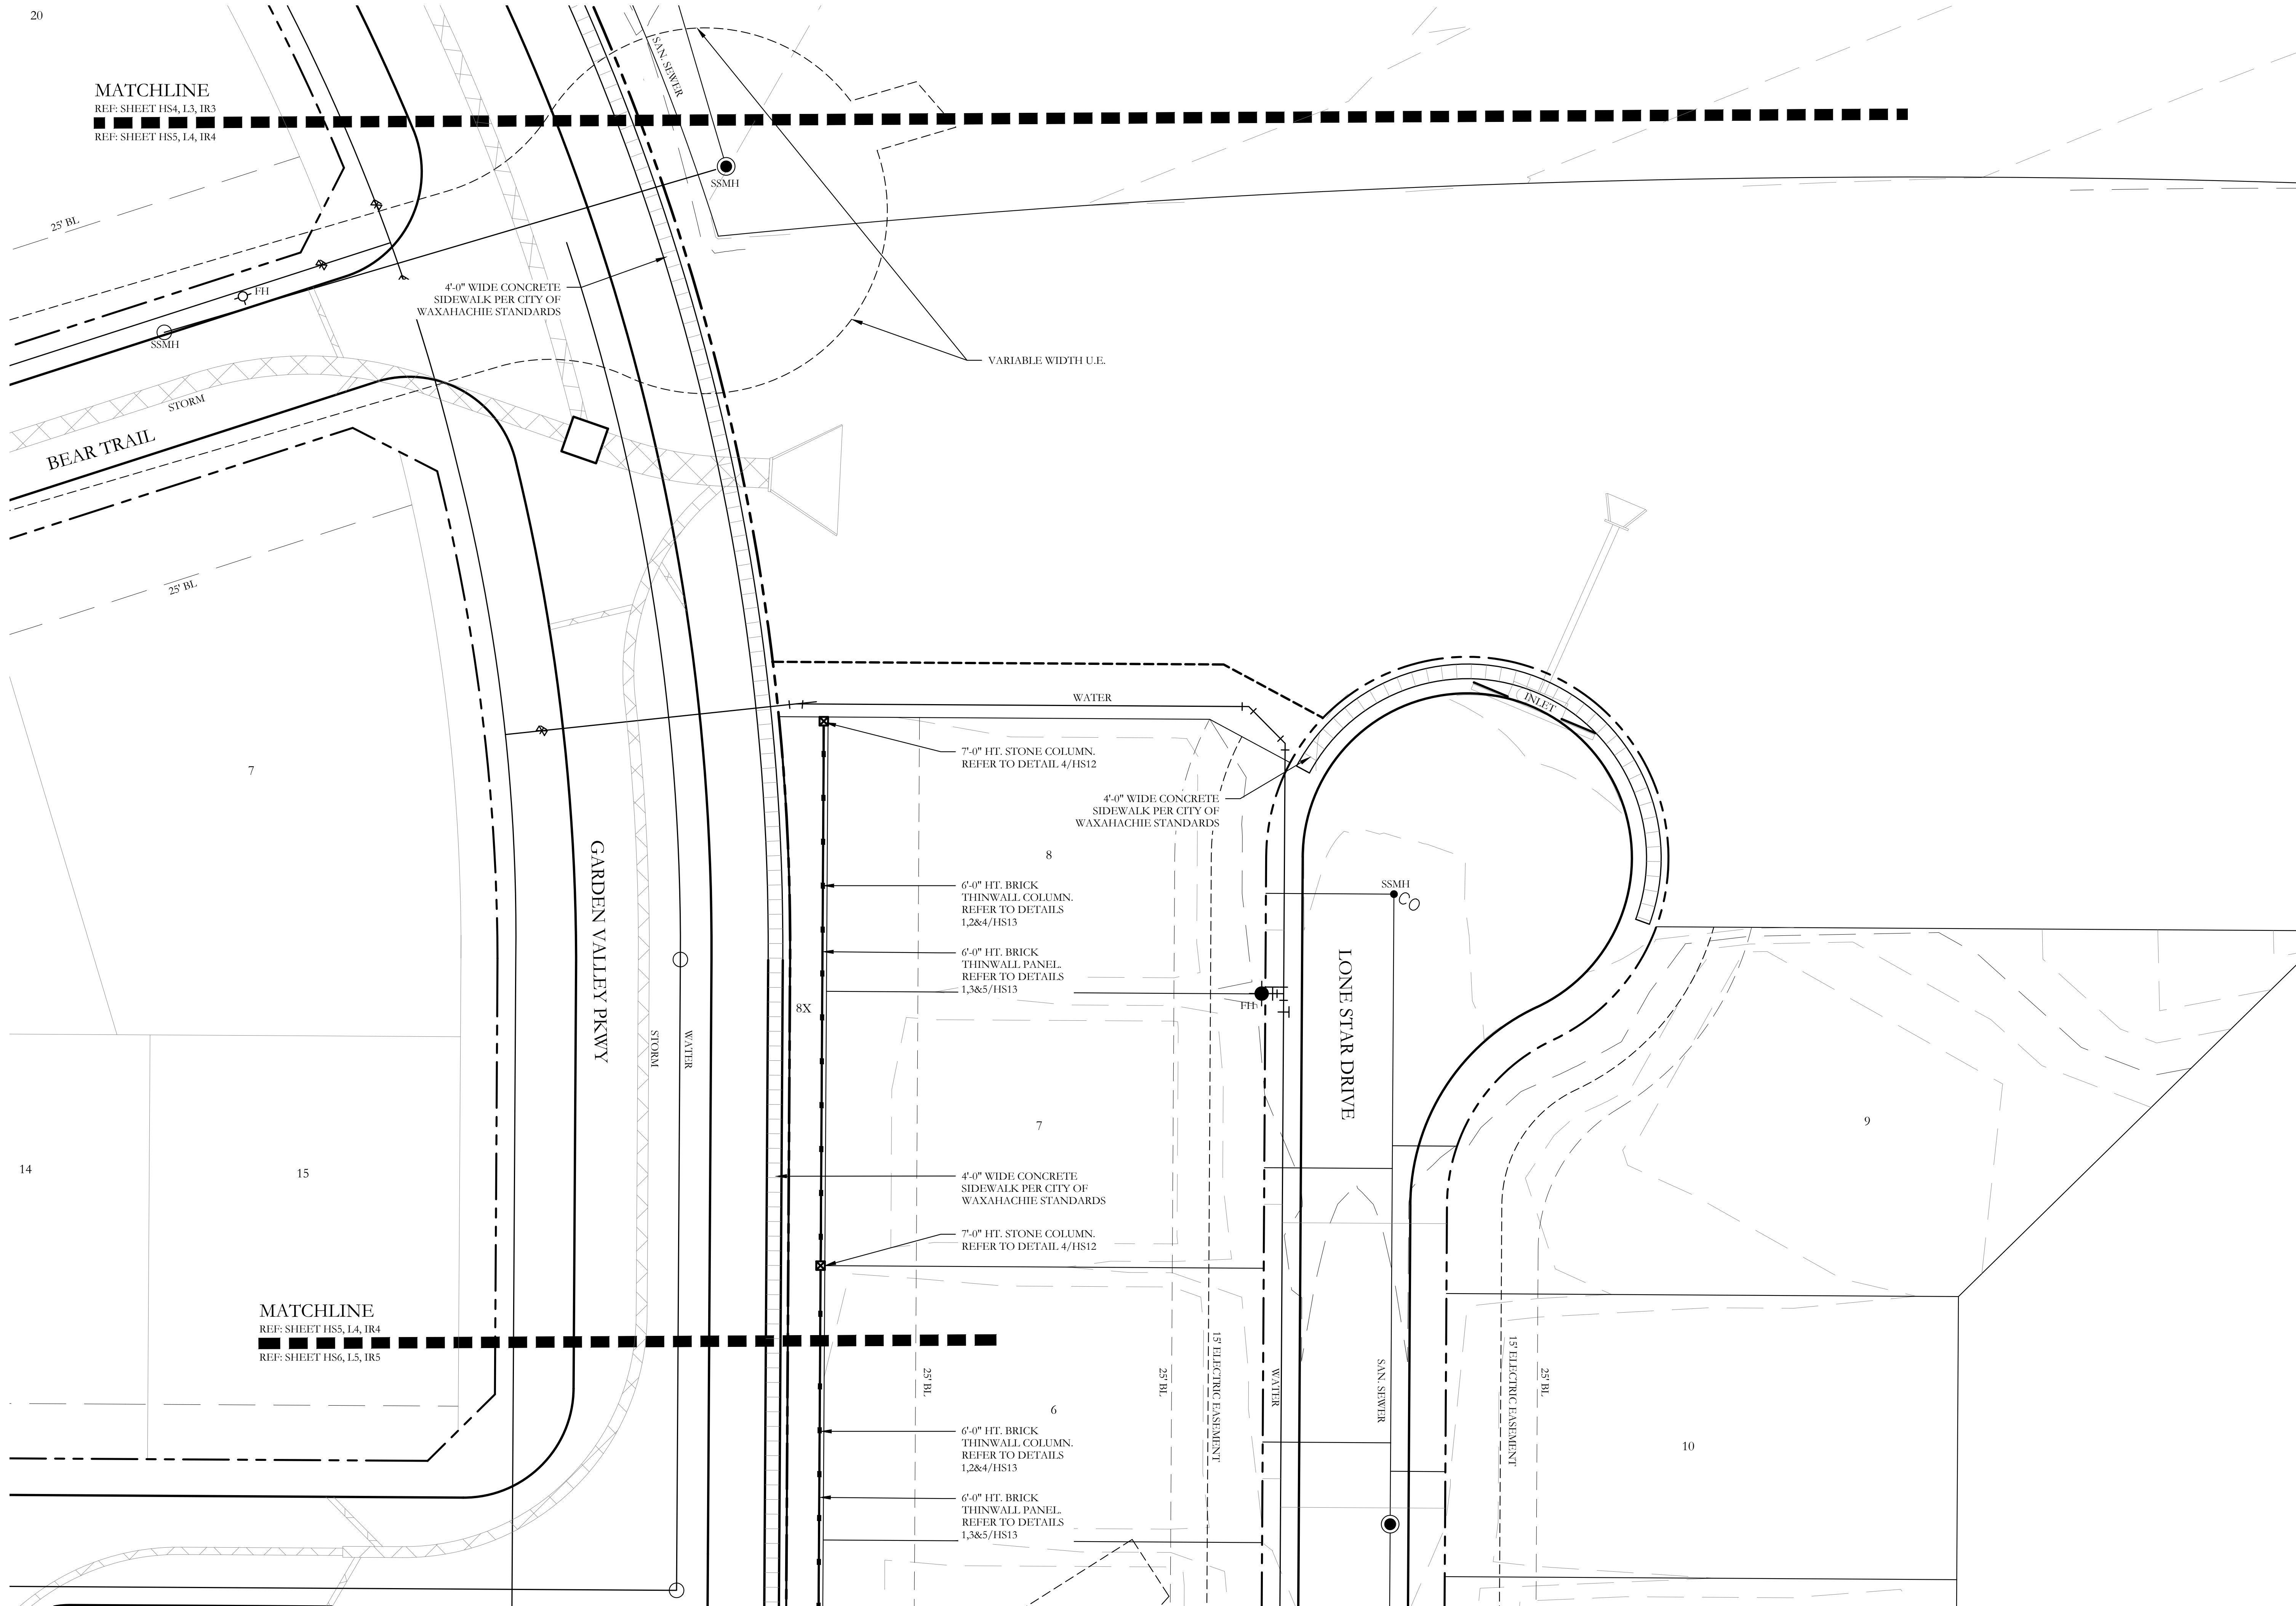 20
MATCHLINE
REF: SHEET HS4, L3, IR3
REF: SHEET HS5, L4, IR4
SAN. SEWER
SSMH
25' BL
4'-0" WIDE CONCRETE
SIDEWALK PER CITY OF
WAXAHACHIE STANDARDS
FH
SSMH
VARIABLE WIDTH U.E.
STORM
BEAR TRAIL
25' BL
WATER
INLET
7'-0" HT. STONE COLUMN.
REFER TO DETAIL 4/HS12
7
4'-0" WIDE CONCRETE
SIDEWALK PER CITY OF
WAXAHACHIE STANDARDS
8
GARDEN VALLEY PKWY
6'-0" HT. BRICK
THINWALL COLUMN.
REFER TO DETAILS
1,2&4/HS13
SSMH
6'-0" HT. BRICK
THINWALL PANEL.
REFER TO DETAILS
1,3&5/HS13
8X
FH
LONE STAR DRIVE
STORM
WATER
7
9
14
15
4'-0" WIDE CONCRETE
SIDEWALK PER CITY OF
WAXAHACHIE STANDARDS
7'-0" HT. STONE COLUMN.
REFER TO DETAIL 4/HS12
MATCHLINE
REF: SHEET HS5, L4, IR4
REF: SHEET HS6, L5, IR5
25' BL
25' BL
15' ELECTRIC EASEMENT
WATER
SAN. SEWER
15' ELECTRIC EASEMENT
25' BL
6
6'-0" HT. BRICK
THINWALL COLUMN.
REFER TO DETAILS
1,2&4/HS13
10
6'-0" HT. BRICK
THINWALL PANEL.
REFER TO DETAILS
1,3&5/HS13